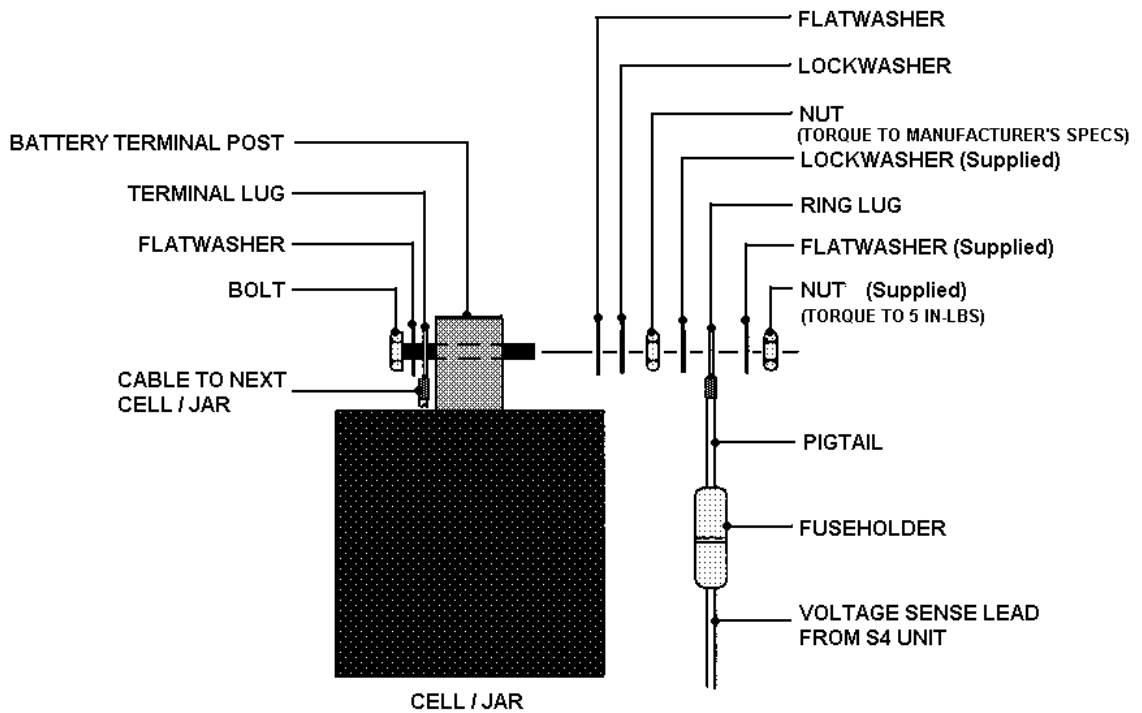 FLATWASHER
LOCKWASHER
NUT
(TORQUE TO MANUFACTURER'S SPECS)
LOCKWASHER (Supplied)
RING LUG
FLATWASHER (Supplied)
NUT (Supplied)
(TORQUE TO 5 IN-LBS)
BATTERY TERMINAL POST
TERMINAL LUG
FLATWASHER
BOLT
CABLE TO NEXT
CELL / JAR
PIGTAIL
FUSEHOLDER
VOLTAGE SENSE LEAD
FROM S4 UNIT
CELL / JAR